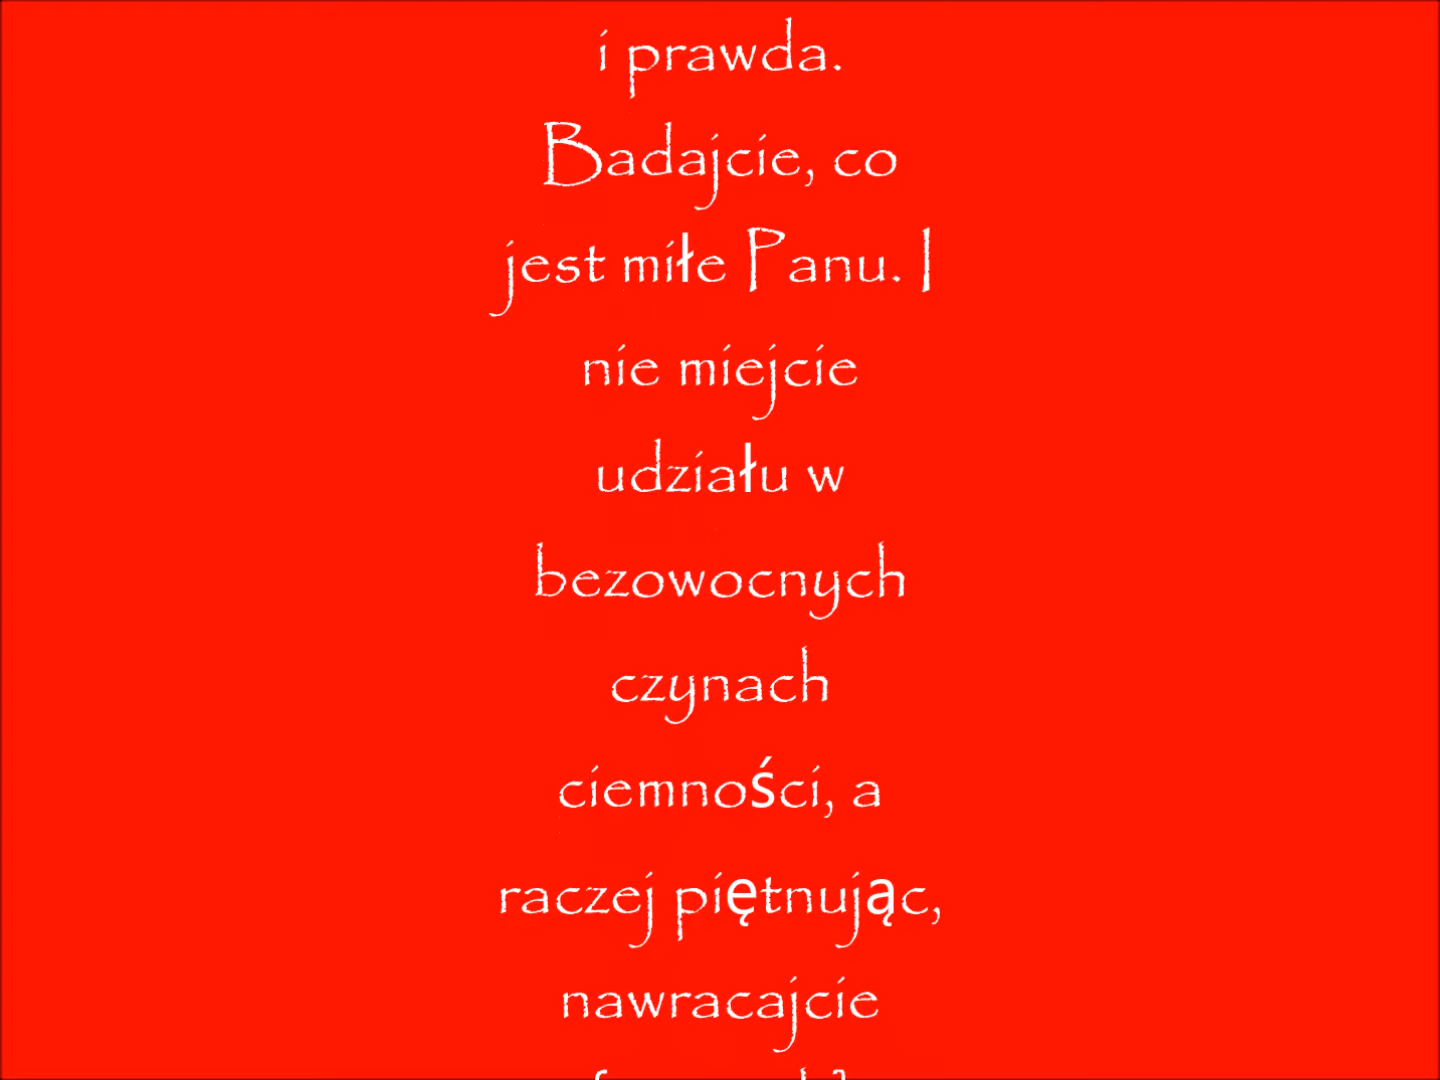 i prawda.
Badajcie, co
jest miłe Panu. I
nie miejcie
udziału w
bezowocnych
czynach
ciemności, a
raczej piętnując,
nawracajcie